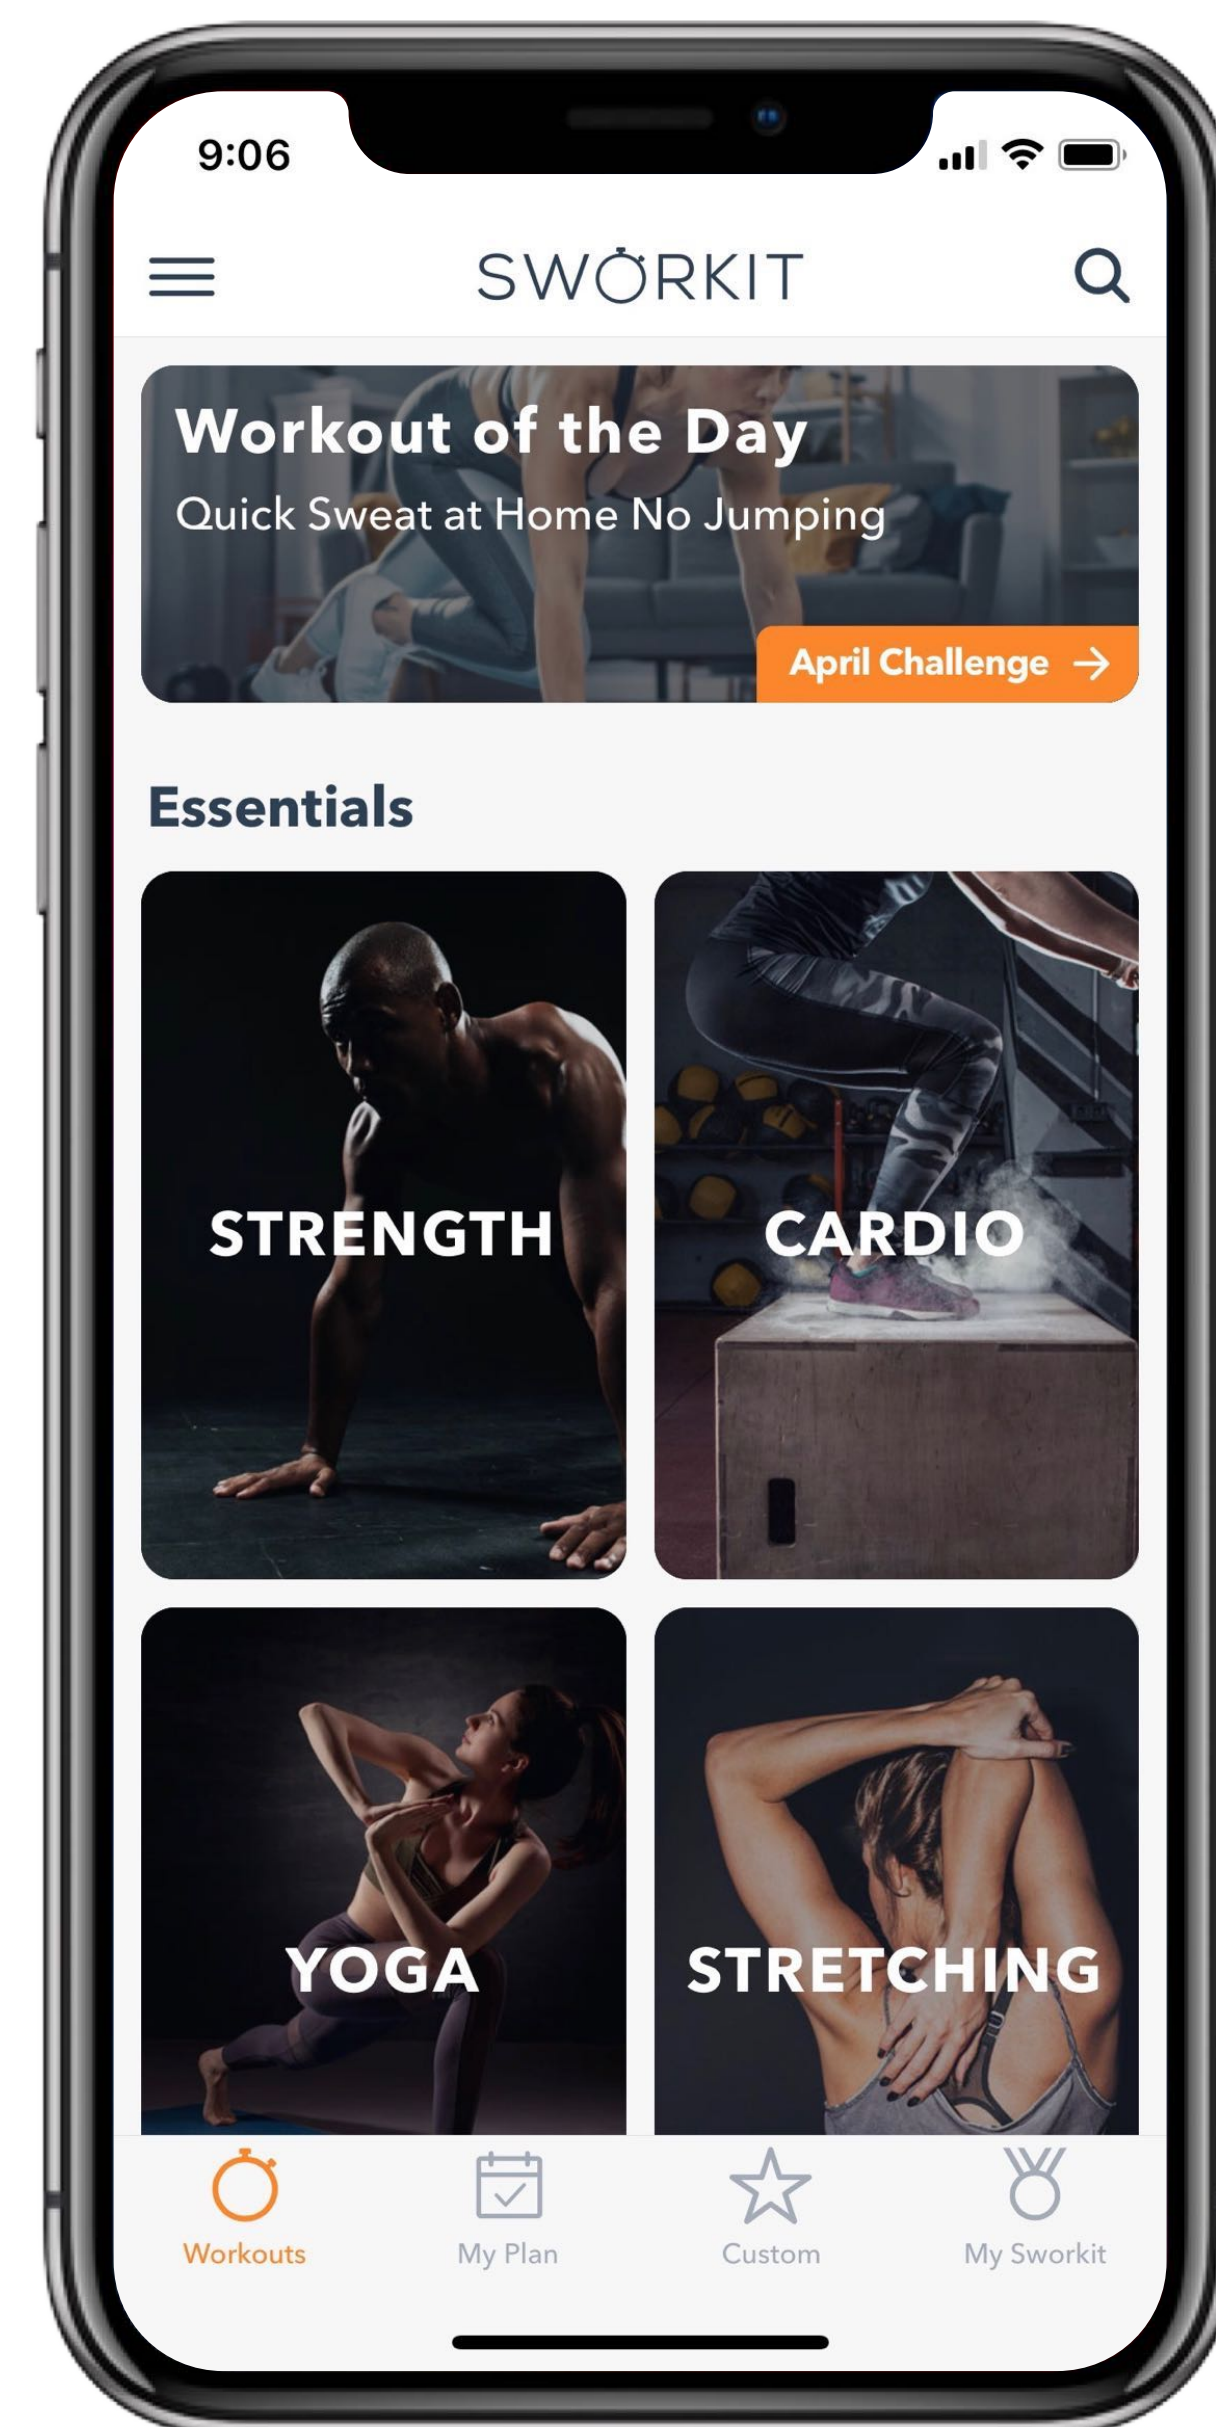 9:06
SWORKIT
Workout of the Day
Quick Sweat at Home No Jumping
April Challenge
Essentials
STRENGTH
CARDIO
YOGA
STRETCHING
Workouts
My Plan
Custom
My Sworkit